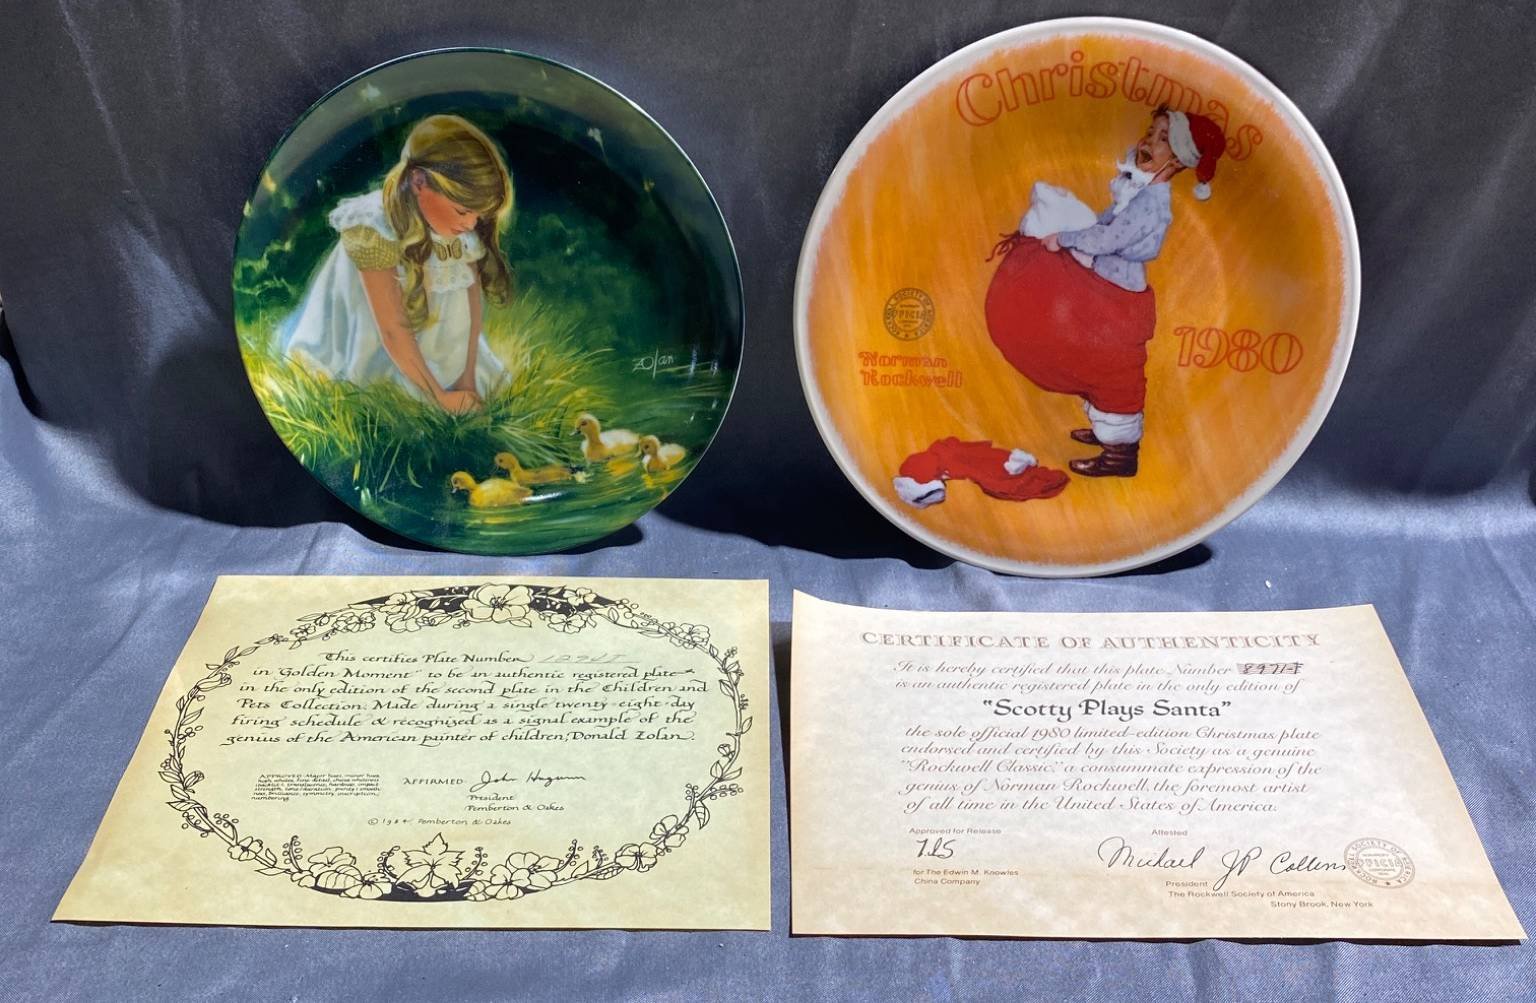 zolan
Christmas
1980
Norman
Rockwell
This certifies Plate Number
in 'Golden Moment' to be an authentic registered plate
in the only edition of the second plate in the Children and
Pets Collection. Made during a single twenty-eight-day
firing schedule & recognized as a signal example of the
genius of the American painter of children, Donald Zolan.
AFFIRMED
President
Pemberton & Oakes
© 1984 Pemberton & Oakes
CERTIFICATE OF AUTHENTICITY
It is hereby certified that this plate Number
is an authentic registered plate in the only edition of
"Scotty Plays Santa"
the sole official 1980 limited-edition Christmas plate
endorsed and certified by this Society as a genuine
"Rockwell Classic," a consummate expression of the
genius of Norman Rockwell, the foremost artist
of all time in the United States of America.
Approved for Release
for The Edwin M. Knowles
China Company
Attested
Michael JP Collins
President
The Rockwell Society of America
Stony Brook, New York